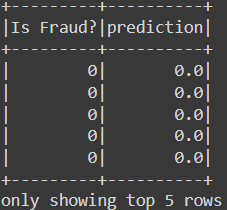 +---------+----------+
|Is Fraud?|prediction|
+---------+----------+
|        0|       0.0|
|        0|       0.0|
|        0|       0.0|
|        0|       0.0|
|        0|       0.0|
+---------+----------+
only showing top 5 rows